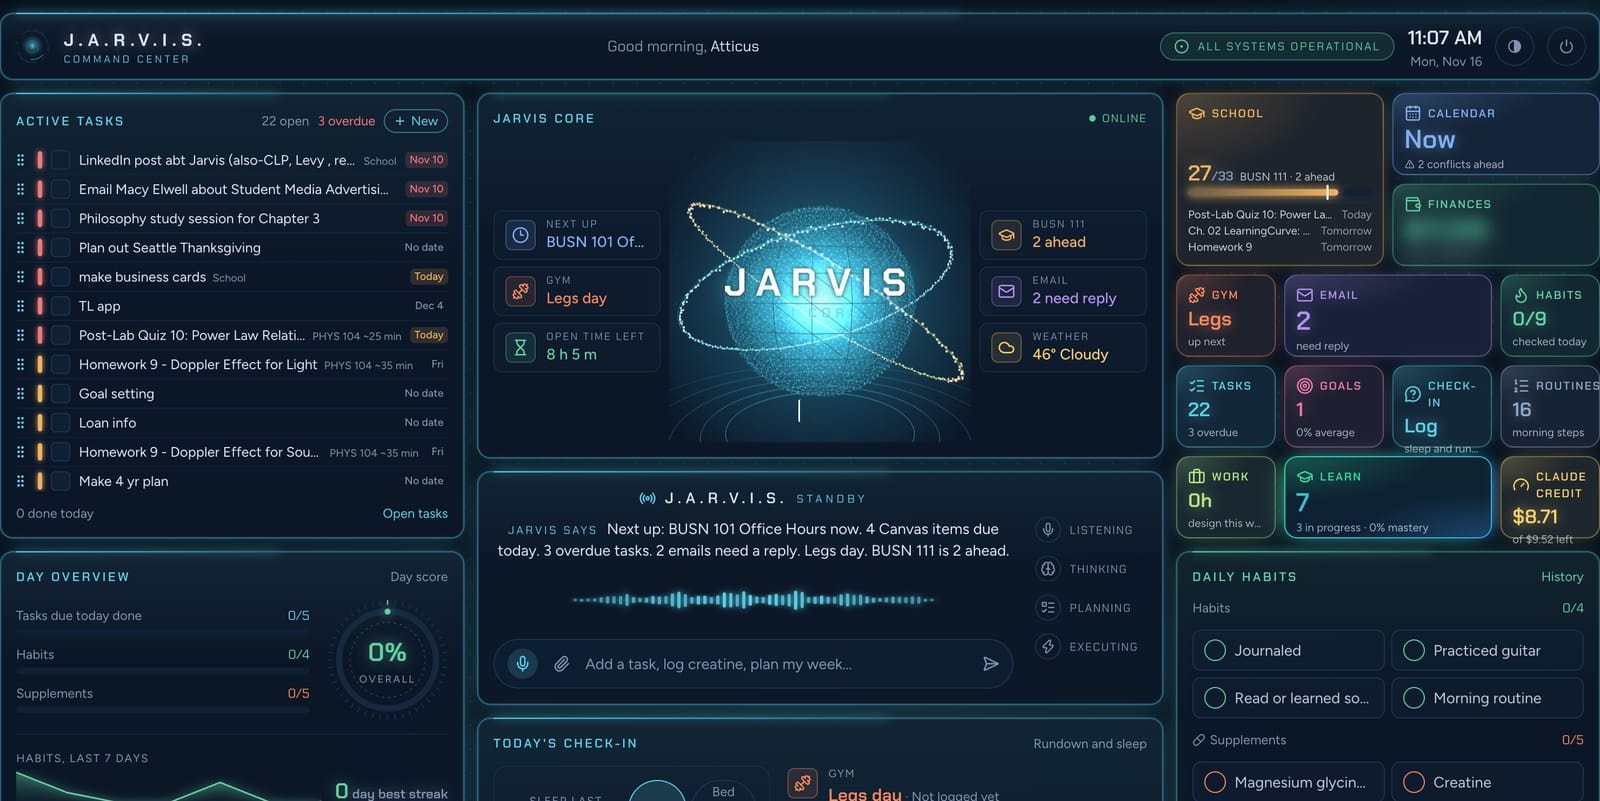 J.A.R.V.I.S.
COMMAND CENTER
Good morning, Atticus
ALL SYSTEMS OPERATIONAL
11:07 AM
Mon, Nov 16
ACTIVE TASKS
22 open 3 overdue + New
LinkedIn post abt Jarvis (also-CLP, Levy , re... School Nov 10
Email Macy Elwell about Student Media Advertisi... Nov 10
Philosophy study session for Chapter 3 Nov 10
Plan out Seattle Thanksgiving No date
make business cards School Today
TL app Dec 4
Post-Lab Quiz 10: Power Law Relati... PHYS 104 ~25 min Today
Homework 9 - Doppler Effect for Light PHYS 104 ~35 min Fri
Goal setting No date
Loan info No date
Homework 9 - Doppler Effect for Sou... PHYS 104 ~35 min Fri
Make 4 yr plan No date
0 done today Open tasks
DAY OVERVIEW Day score
Tasks due today done 0/5
Habits 0/4
Supplements 0/5
0%
OVERALL
HABITS, LAST 7 DAYS
0 day best streak
JARVIS CORE ONLINE
NEXT UP
BUSN 101 Of...
GYM
Legs day
OPEN TIME LEFT
8 h 5 m
JARVIS
BUSN 111
2 ahead
EMAIL
2 need reply
WEATHER
46° Cloudy
J.A.R.V.I.S. STANDBY
JARVIS SAYS Next up: BUSN 101 Office Hours now. 4 Canvas items due
today. 3 overdue tasks. 2 emails need a reply. Legs day. BUSN 111 is 2 ahead.
LISTENING
THINKING
PLANNING
EXECUTING
Add a task, log creatine, plan my week...
TODAY'S CHECK-IN Rundown and sleep
SLEEP LAST
Bed
GYM
Legs day · Not logged yet
SCHOOL
27/33 BUSN 111 · 2 ahead
Post-Lab Quiz 10: Power La... Today
Ch. 02 LearningCurve: ... Tomorrow
Homework 9 Tomorrow
CALENDAR
Now
2 conflicts ahead
FINANCES
GYM
Legs
up next
EMAIL
2
need reply
HABITS
0/9
checked today
TASKS
22
3 overdue
GOALS
1
0% average
CHECK-
IN
Log
sleep and run...
ROUTINES
16
morning steps
WORK
0h
design this w...
LEARN
7
3 in progress · 0% mastery
CLAUDE
CREDIT
$8.71
of $9.52 left
DAILY HABITS History
Habits 0/4
Journaled
Practiced guitar
Read or learned so...
Morning routine
Supplements 0/5
Magnesium glycin...
Creatine